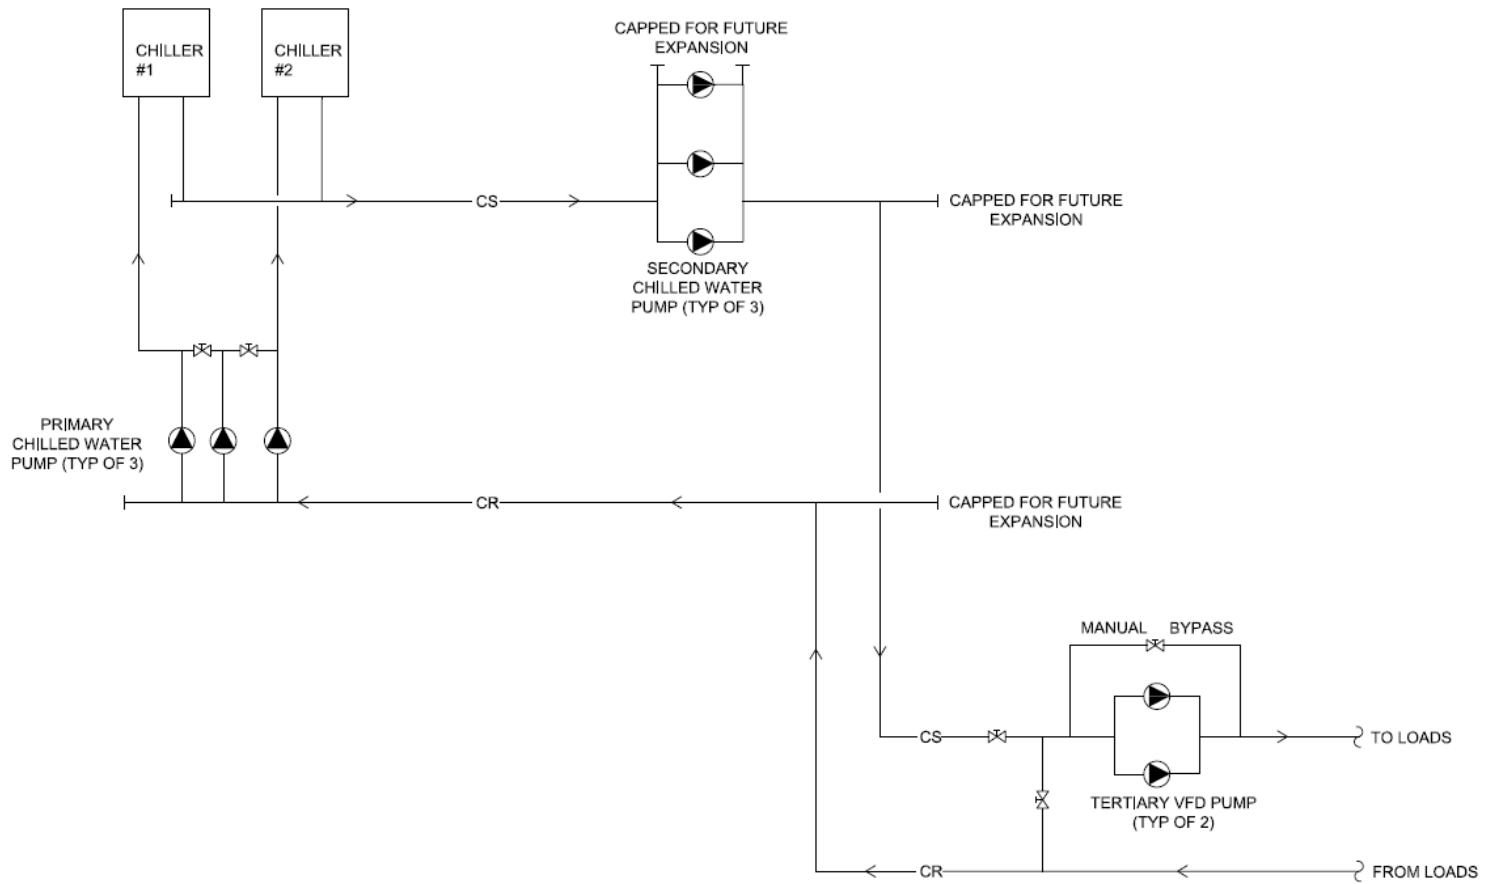 CHILLER
#1
CHILLER
#2
CAPPED FOR FUTURE
EXPANSION
CS
CAPPED FOR FUTURE
EXPANSION
SECONDARY
CHILLED WATER
PUMP (TYP OF 3)
PRIMARY
CHILLED WATER
PUMP (TYP OF 3)
CR
CAPPED FOR FUTURE
EXPANSION
MANUAL BYPASS
CS
TO LOADS
TERTIARY VFD PUMP
(TYP OF 2)
CR
FROM LOADS